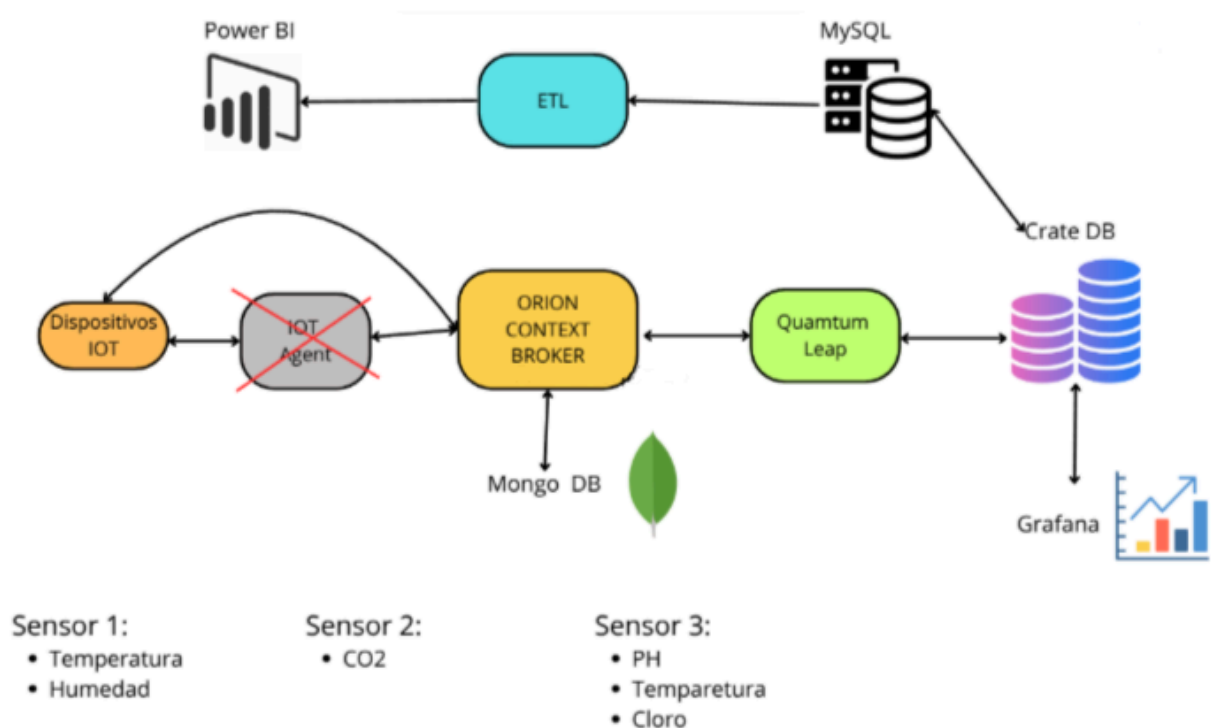 Power BI
MySQL
ETL
Crate DB
Dispositivos
IOT
IOT
Agent
ORION
CONTEXT
BROKER
Quamtum
Leap
Mongo DB
Grafana
Sensor 1:
• Temperatura
• Humedad
Sensor 2:
• CO2
Sensor 3:
• PH
• Temparetura
• Cloro